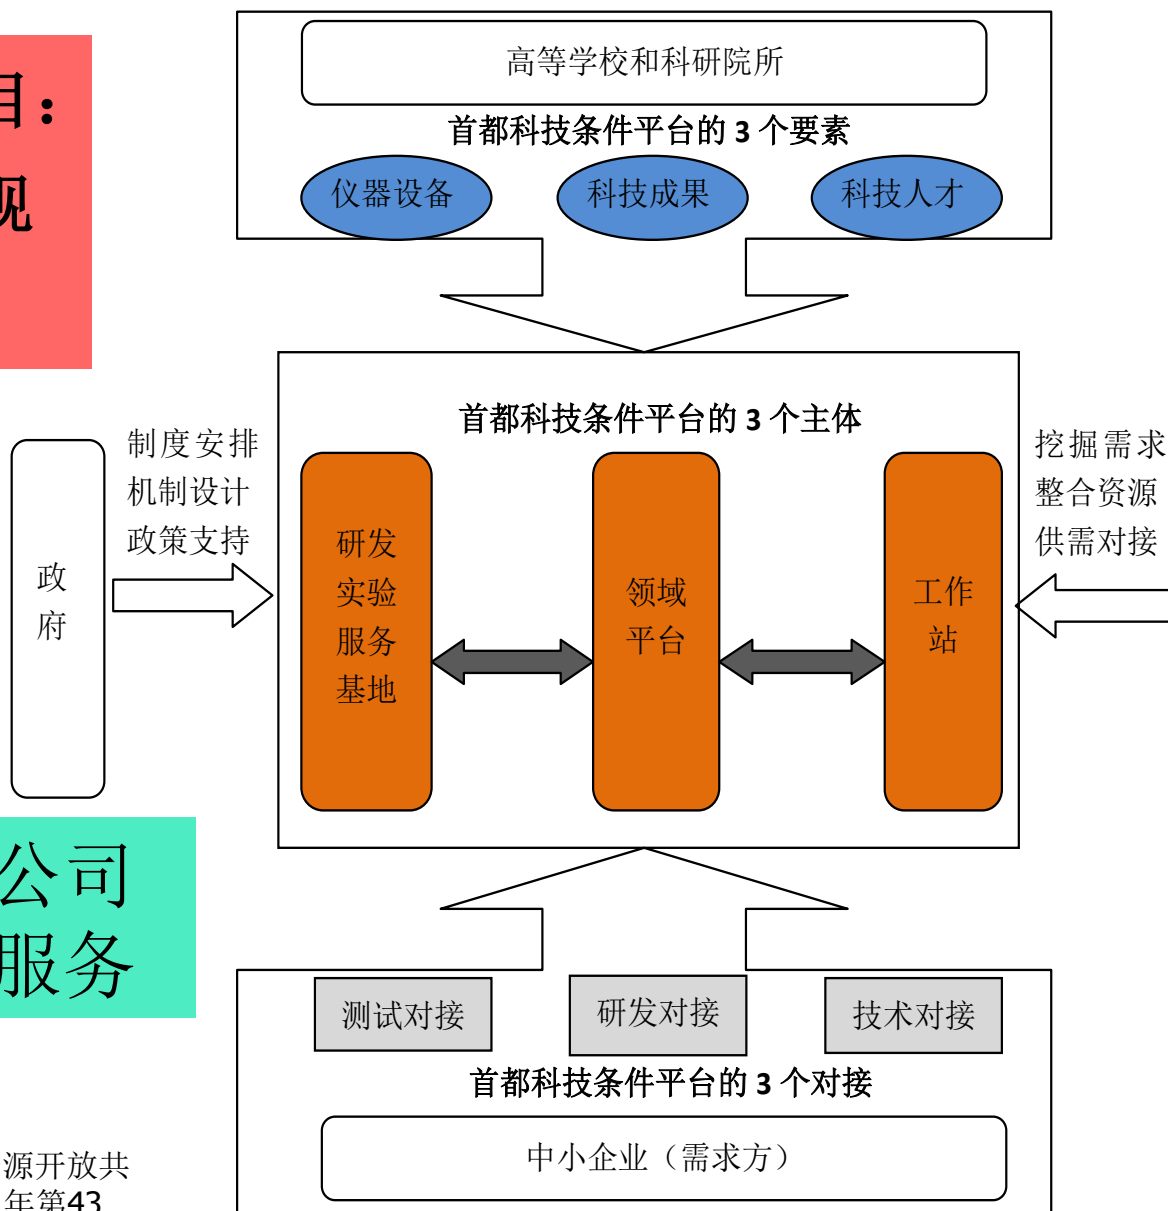 高等学校和科研院所
首都科技条件平台的 3 个要素
仪器设备
科技成果
科技人才
目：
现
首都科技条件平台的 3 个主体
制度安排
机制设计
政策支持
政
府
研发
实验
服务
基地
领域
平台
工作
站
挖掘需求
整合资源
供需对接
公司
服务
测试对接
研发对接
技术对接
首都科技条件平台的 3 个对接
中小企业（需求方）
源开放共
年第43